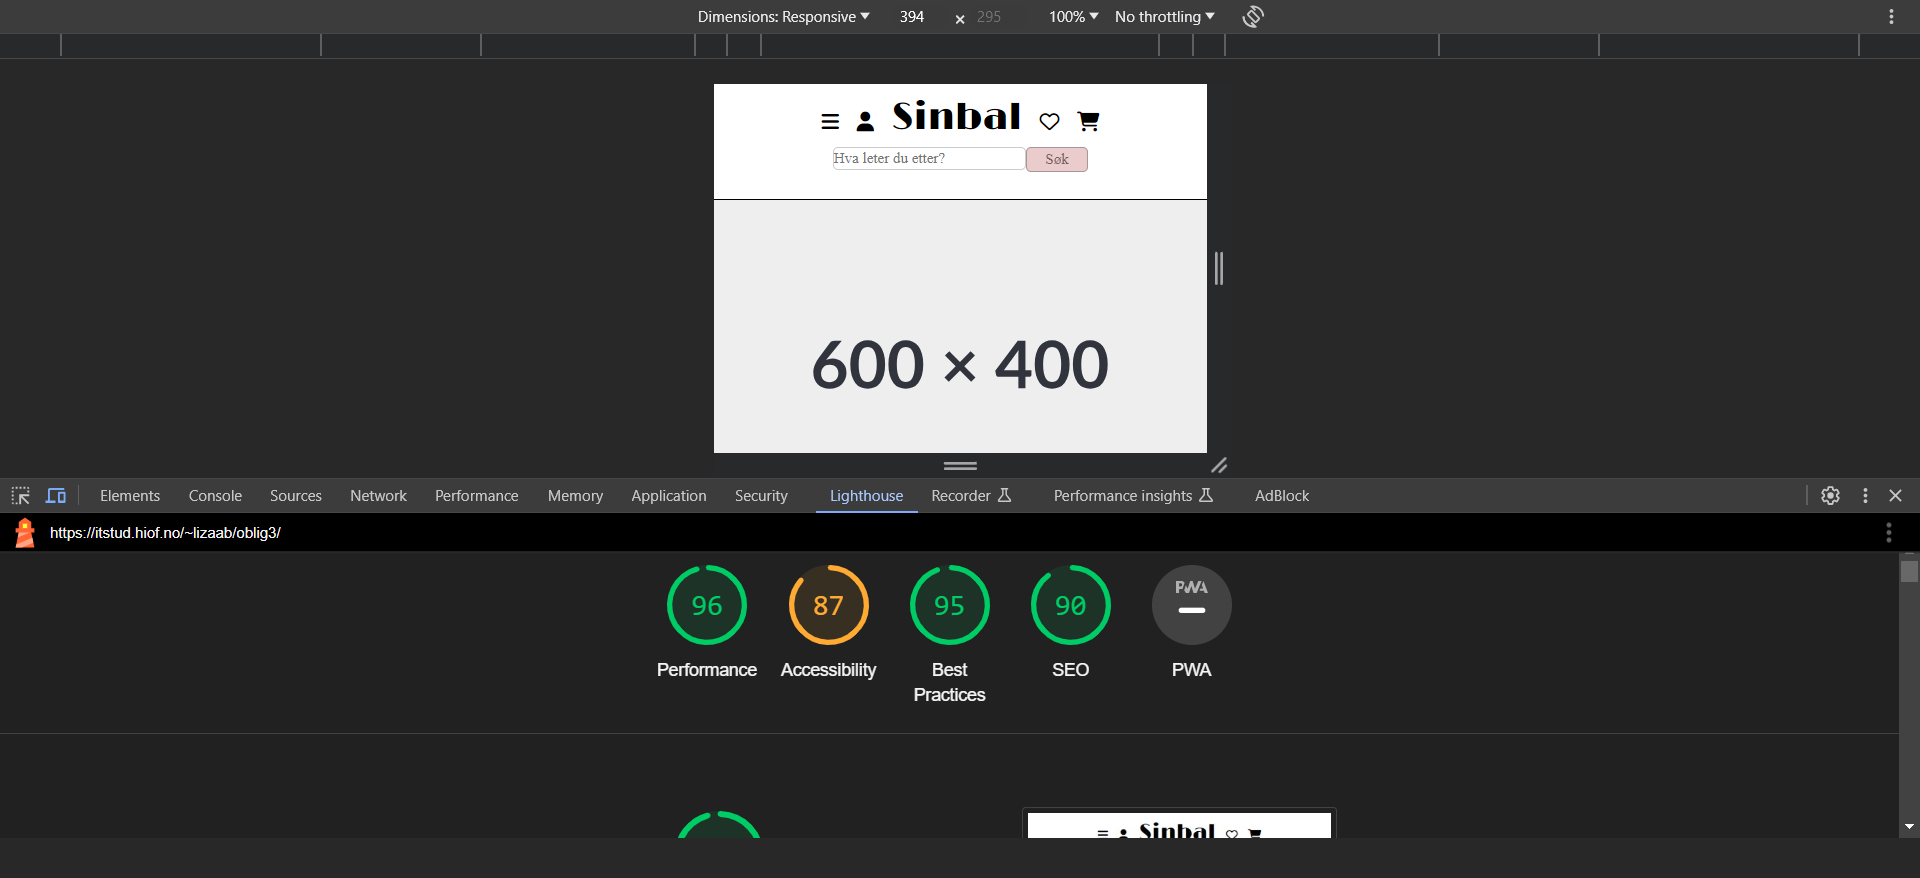 Dimensions: Responsive 394 × 295 100% No throttling
Sinbal
Hva leter du etter? Søk
600 × 400
Elements Console Sources Network Performance Memory Application Security Lighthouse Recorder Performance insights AdBlock
https://itstud.hiof.no/~lizaab/oblig3/
96 87 95 90 PWA
Performance Accessibility Best Practices SEO PWA
Sinbal